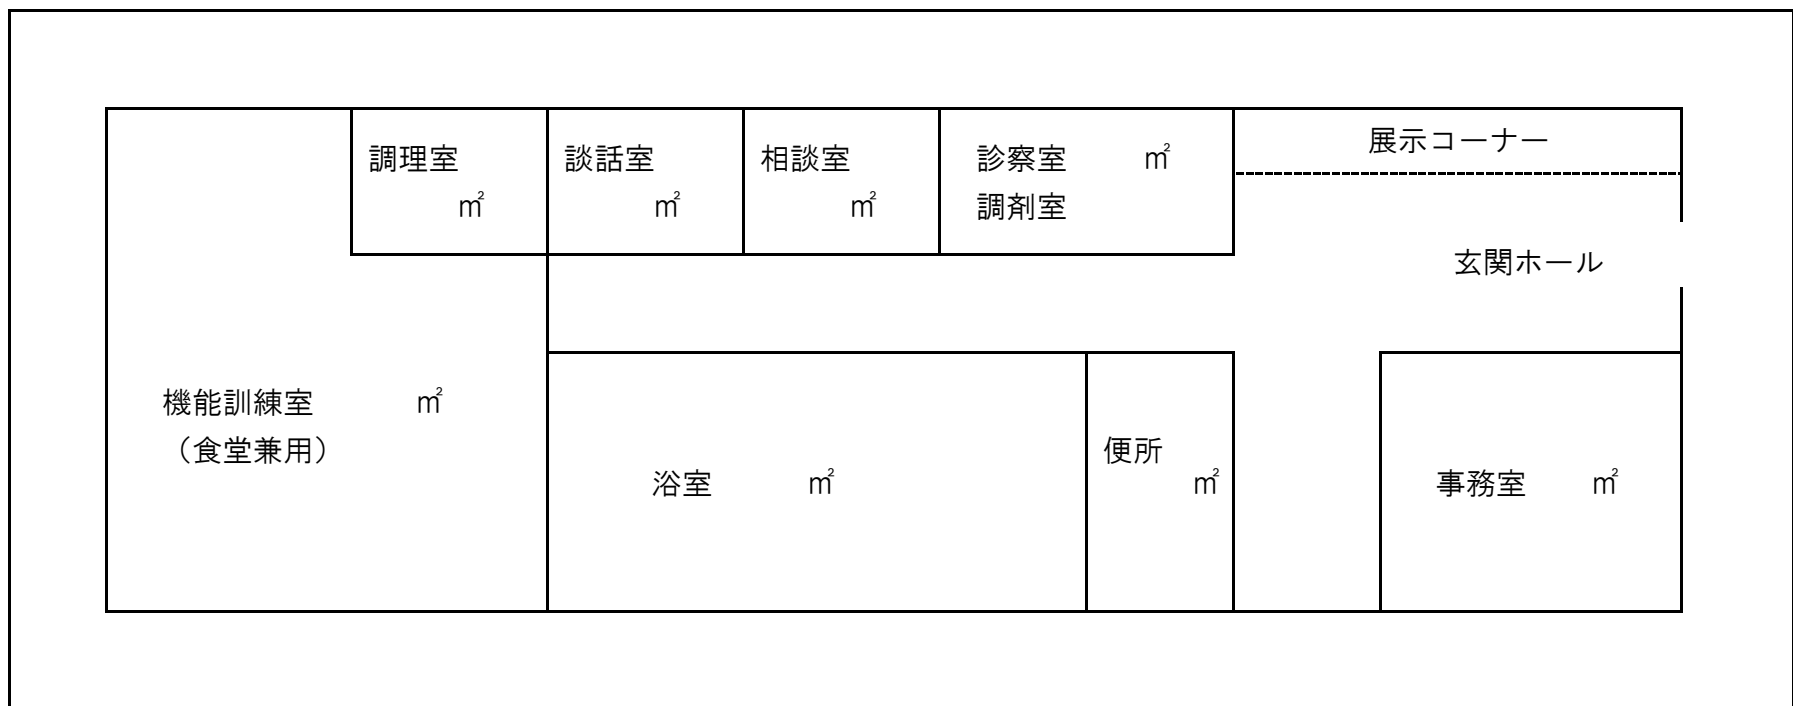 展示コーナー
調理室
㎡
談話室
㎡
相談室
㎡
診察室 ㎡
調剤室
玄関ホール
機能訓練室 ㎡
（食堂兼用）
浴室 ㎡
便所
㎡
事務室 ㎡